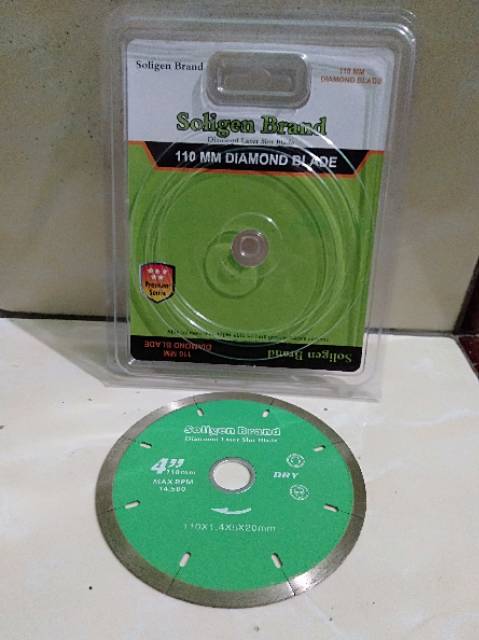 Soligen Brand
110 MM
DIAMOND BLADE
Soligen Brand
Diamond Laser Slot Blade
110 MM DIAMOND BLADE
Premium
110 MM
DIAMOND BLADE
Soligen Brand
Soligen Brand
Diamond Laser Slot Blade
4"
110mm
MAX.RPM
14,500
DRY
110X1.4X8X20mm